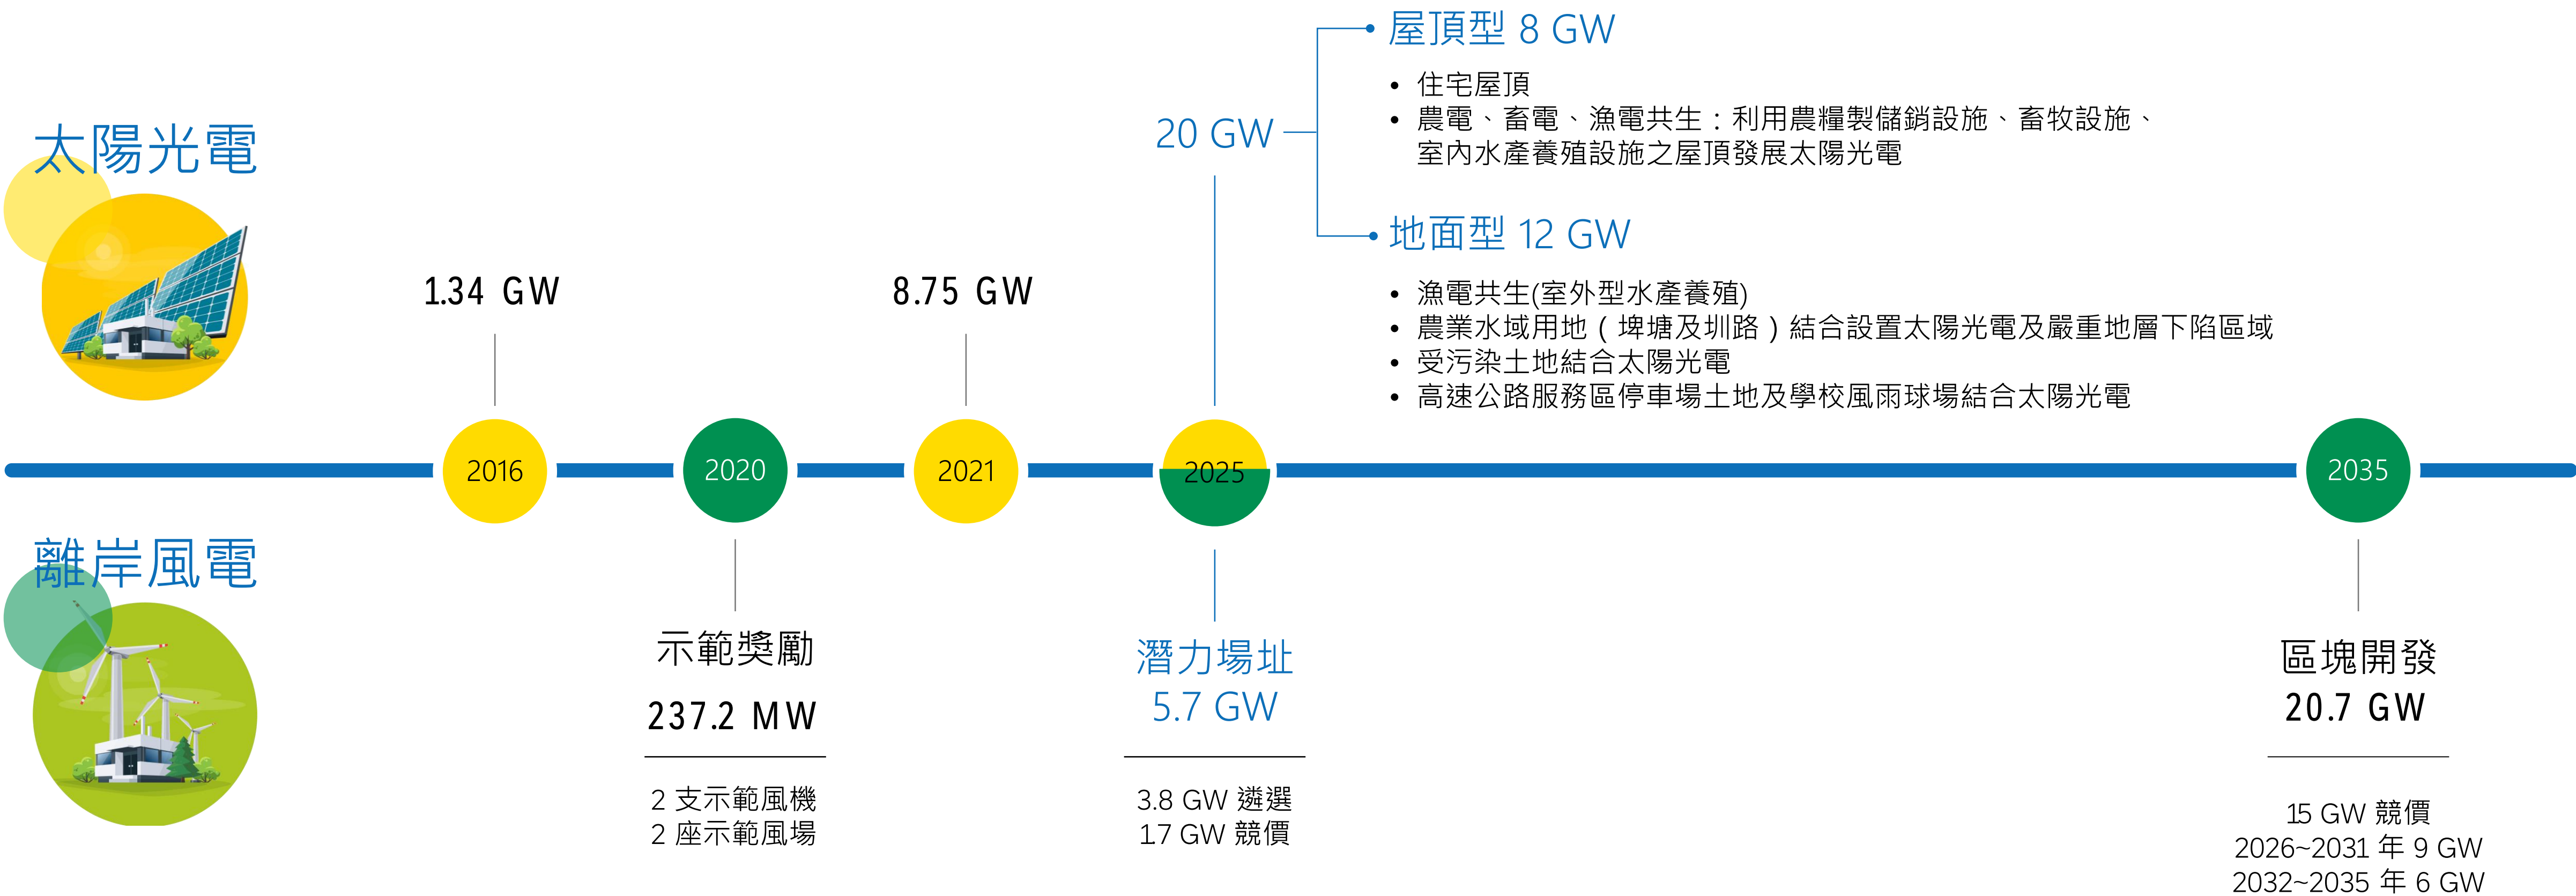 太陽光電
1.34 GW
8.75 GW
20 GW
屋頂型 8 GW
• 住宅屋頂
• 農電、畜電、漁電共生：利用農糧製儲銷設施、畜牧設施、
室內水產養殖設施之屋頂發展太陽光電
地面型 12 GW
• 漁電共生(室外型水產養殖)
• 農業水域用地（埤塘及圳路）結合設置太陽光電及嚴重地層下陷區域
• 受污染土地結合太陽光電
• 高速公路服務區停車場土地及學校風雨球場結合太陽光電
2016
2020
2021
2025
2035
離岸風電
示範獎勵
237.2 MW
2 支示範風機
2 座示範風場
潛力場址
5.7 GW
3.8 GW 遴選
1.7 GW 競價
區塊開發
20.7 GW
15 GW 競價
2026~2031 年 9 GW
2032~2035 年 6 GW